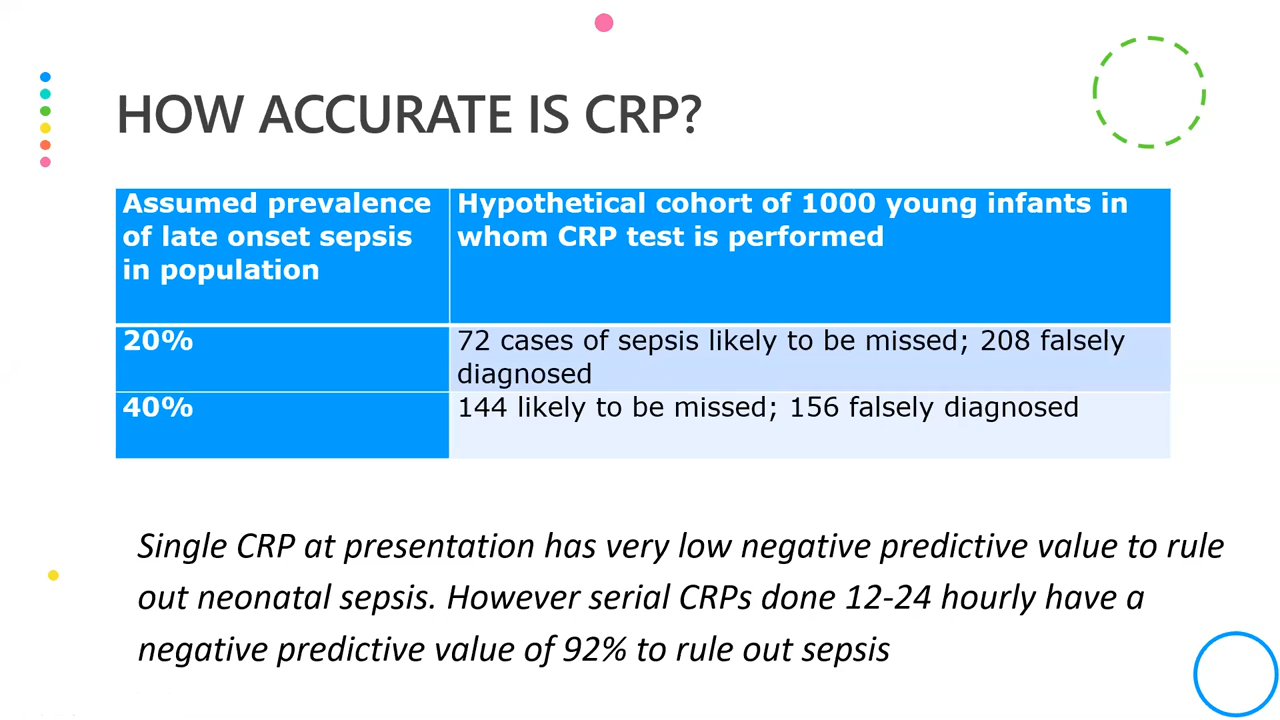 HOW ACCURATE IS CRP?
Assumed prevalence
of late onset sepsis
in population
Hypothetical cohort of 1000 young infants in
whom CRP test is performed
20%
72 cases of sepsis likely to be missed; 208 falsely
diagnosed
40%
144 likely to be missed; 156 falsely diagnosed
Single CRP at presentation has very low negative predictive value to rule
out neonatal sepsis. However serial CRPs done 12-24 hourly have a
negative predictive value of 92% to rule out sepsis